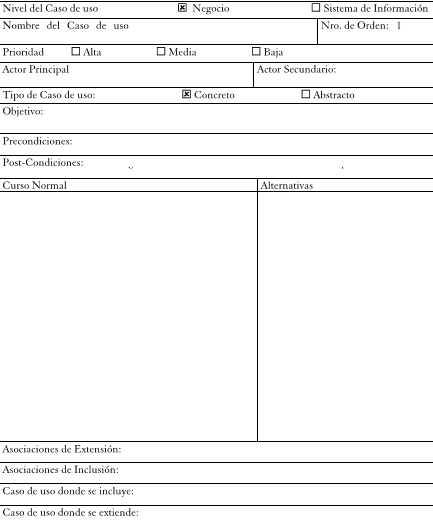 Nivel del Caso de uso ☒ Negocio ☐ Sistema de Información
Nombre del Caso de uso Nro. de Orden: 1
Prioridad ☐ Alta ☐ Media ☐ Baja
Actor Principal Actor Secundario:
Tipo de Caso de uso: ☒ Concreto ☐ Abstracto
Objetivo:
Precondiciones:
Post-Condiciones:
Curso Normal Alternativas
Asociaciones de Extensión:
Asociaciones de Inclusión:
Caso de uso donde se incluye:
Caso de uso donde se extiende: